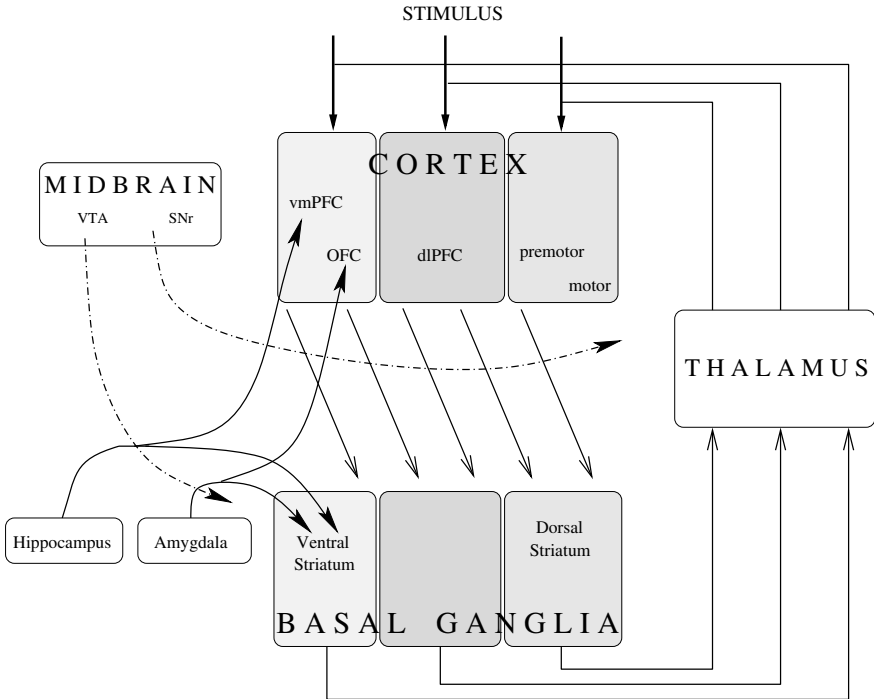 STIMULUS
CORTEX
MIDBRAIN
VTA SNr
vmPFC
OFC
dlPFC
premotor
motor
THALAMUS
Hippocampus
Amygdala
Ventral
Striatum
Dorsal
Striatum
BASAL GANGLIA